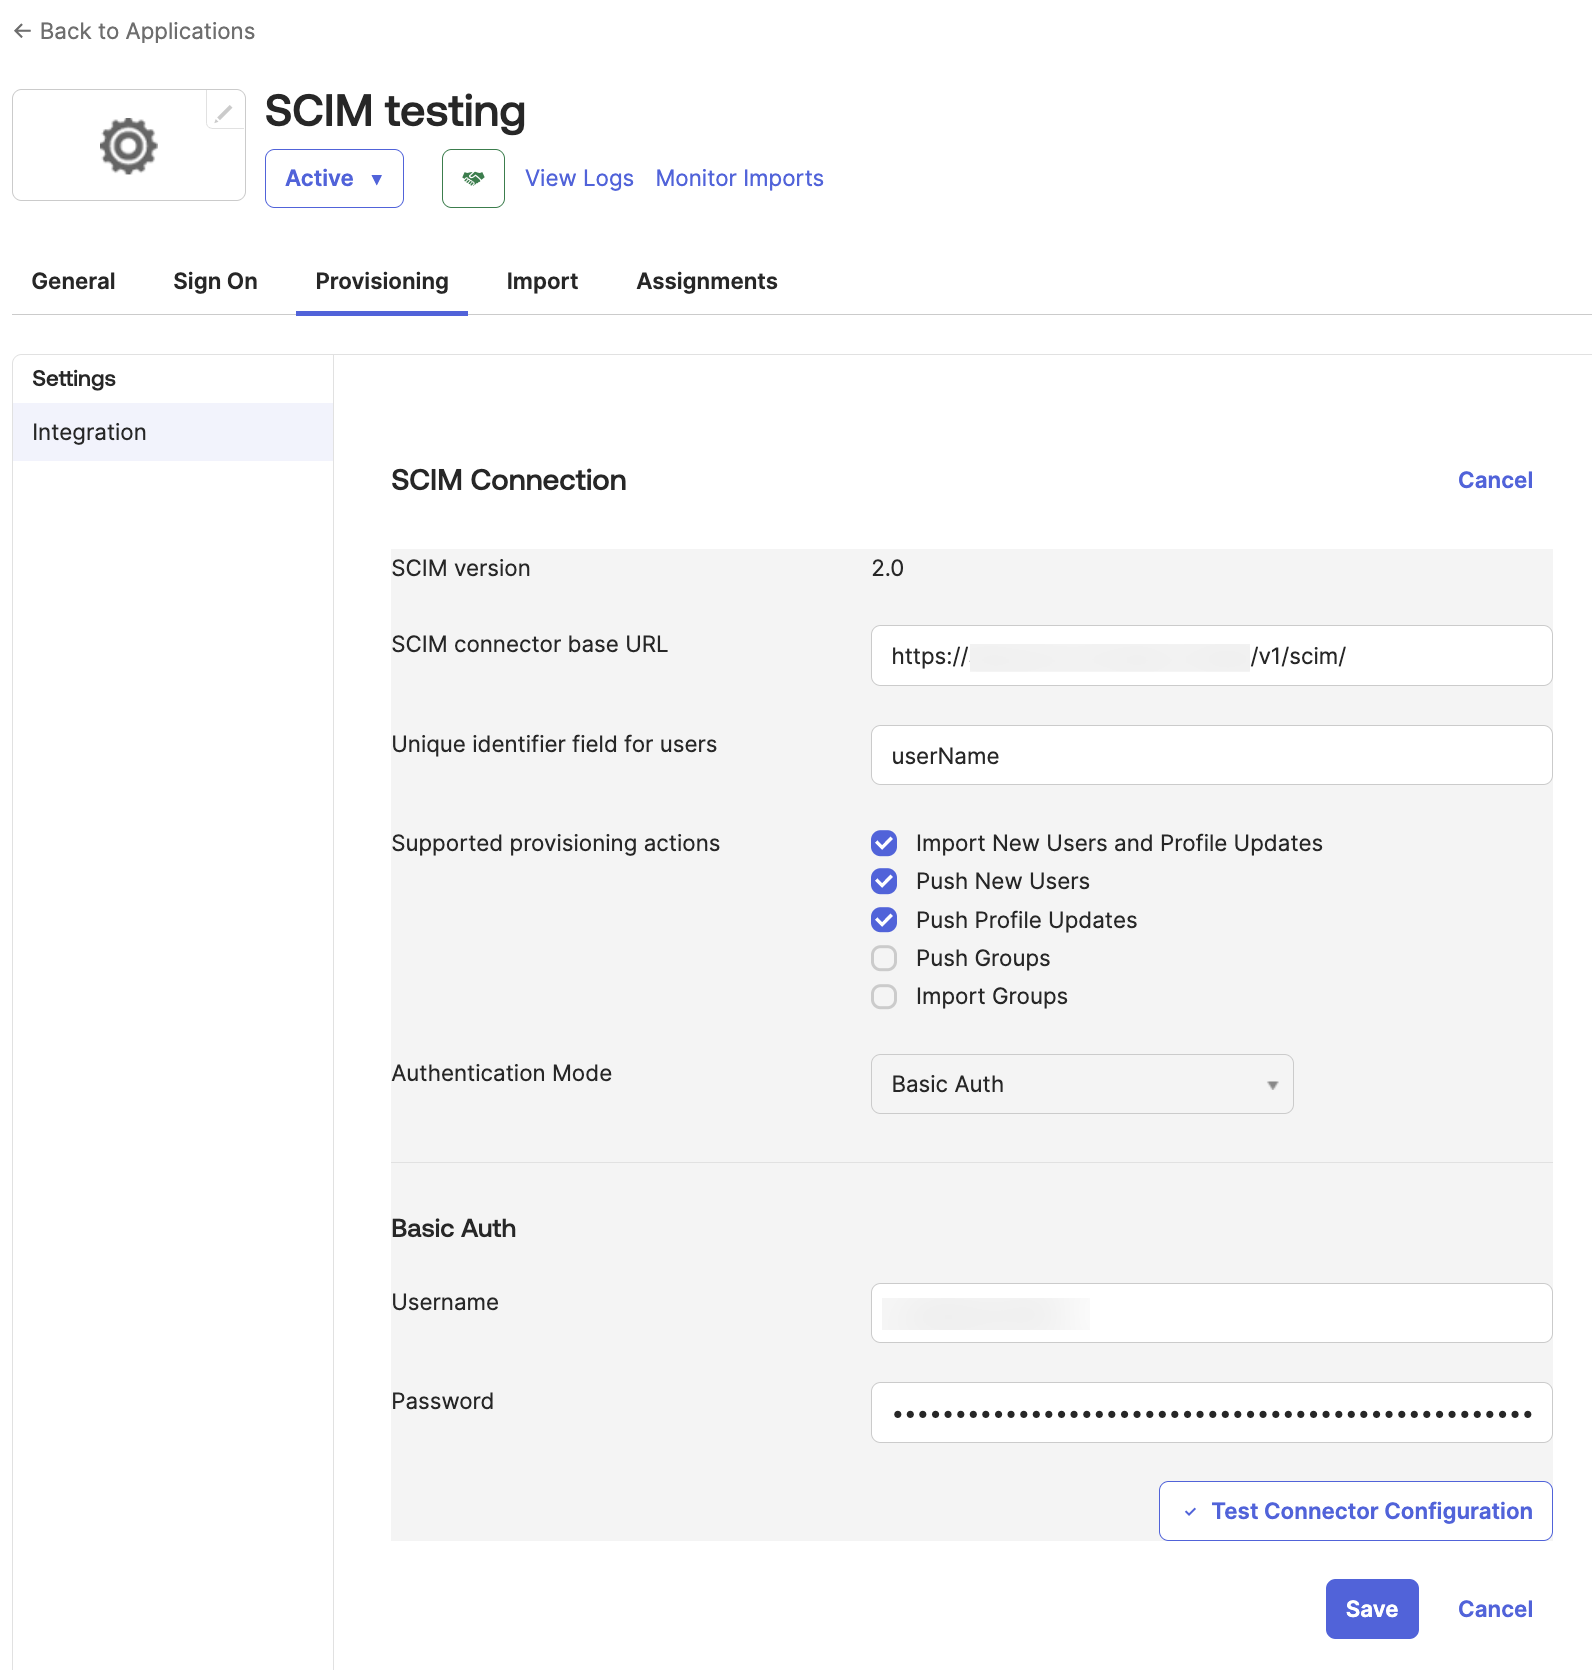 ← Back to Applications
SCIM testing
Active ▼
View Logs Monitor Imports
General Sign On Provisioning Import Assignments
Settings
Integration
SCIM Connection Cancel
SCIM version 2.0
SCIM connector base URL https:// /v1/scim/
Unique identifier field for users userName
Supported provisioning actions Import New Users and Profile Updates
Push New Users
Push Profile Updates
Push Groups
Import Groups
Authentication Mode Basic Auth
Basic Auth
Username
Password ••••••••••••••••••••••••••••••••••••••••••••••••••
Test Connector Configuration
Save Cancel